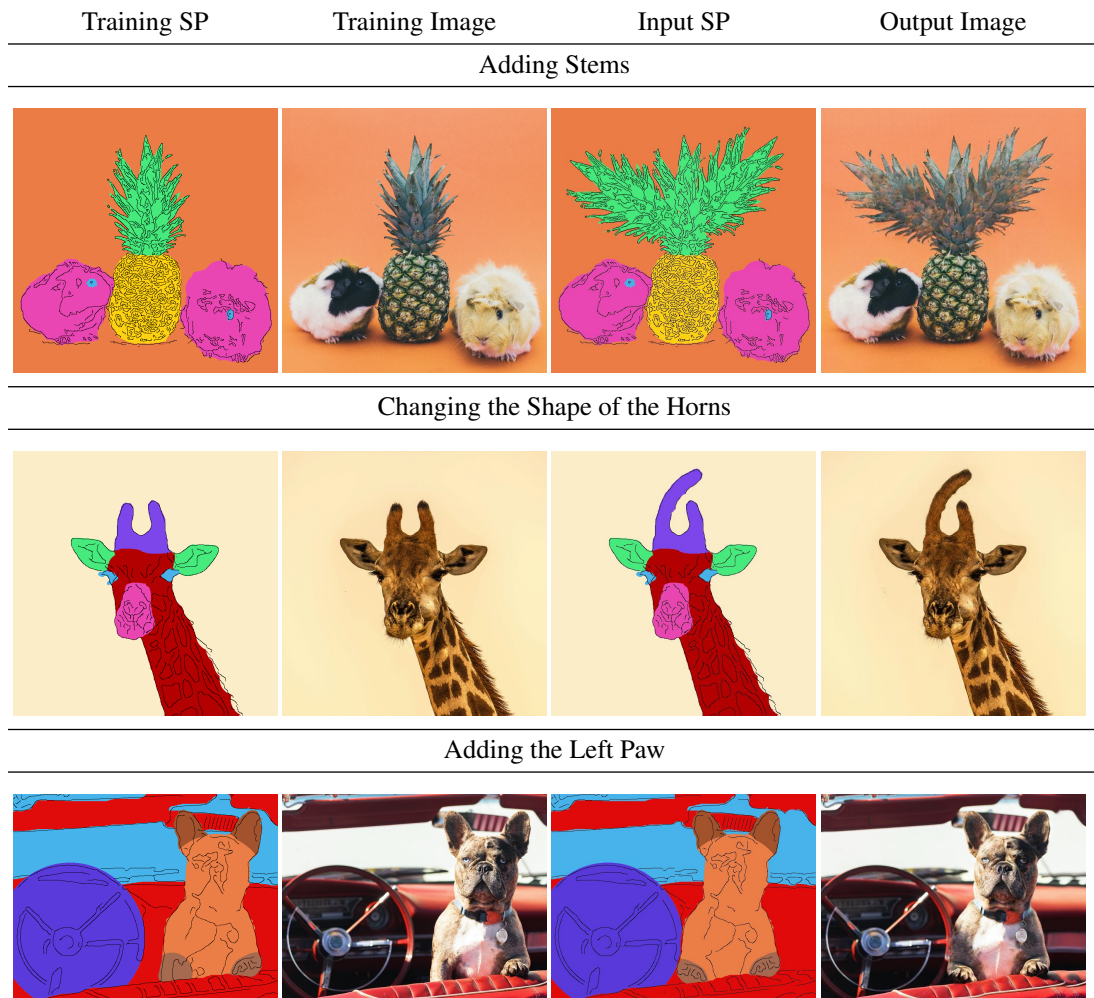 Training SP Training Image Input SP Output Image
Adding Stems
Changing the Shape of the Horns
Adding the Left Paw